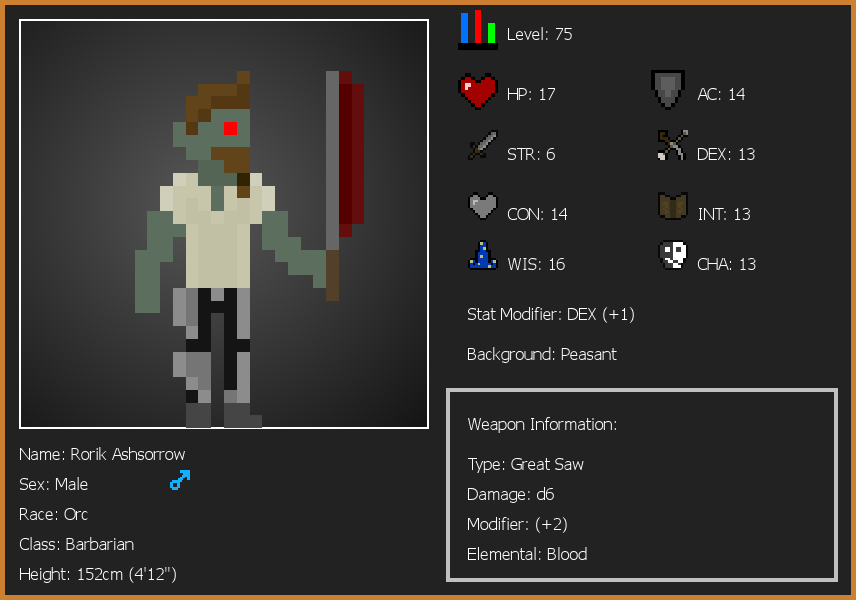 Level: 75
HP: 17
AC: 14
STR: 6
DEX: 13
CON: 14
INT: 13
WIS: 16
CHA: 13
Stat Modifier: DEX (+1)
Background: Peasant
Weapon Information:
Type: Great Saw
Damage: d6
Modifier: (+2)
Elemental: Blood
Name: Rorik Ashsorrow
Sex: Male
Race: Orc
Class: Barbarian
Height: 152cm (4'12")